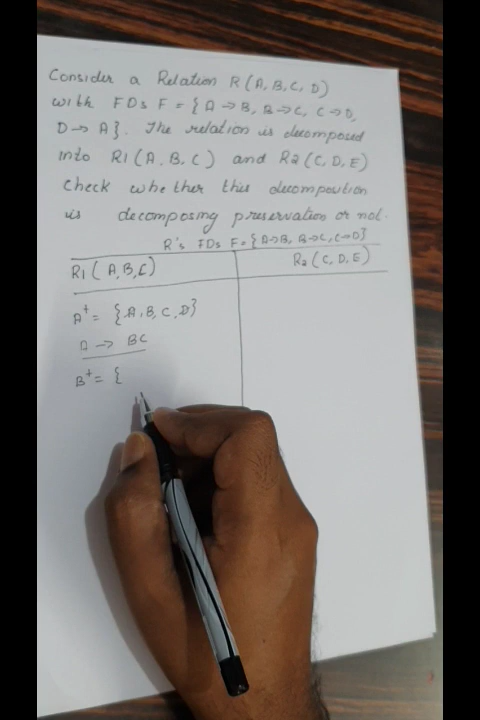 Consider a Relation R(A, B, C, D)
with FDs F = {A→B, B→C, C→D,
D→A}. The relation is decomposed
into R1(A, B, C) and R2(C, D, E)
check whether this decomposition
is decomposing preservation or not.
R's FDs F = {A→B, B→C, C→D}
R1(A,B,C) R2(C, D, E)
A+ = {A, B, C, D}
A → BC
B+ = {